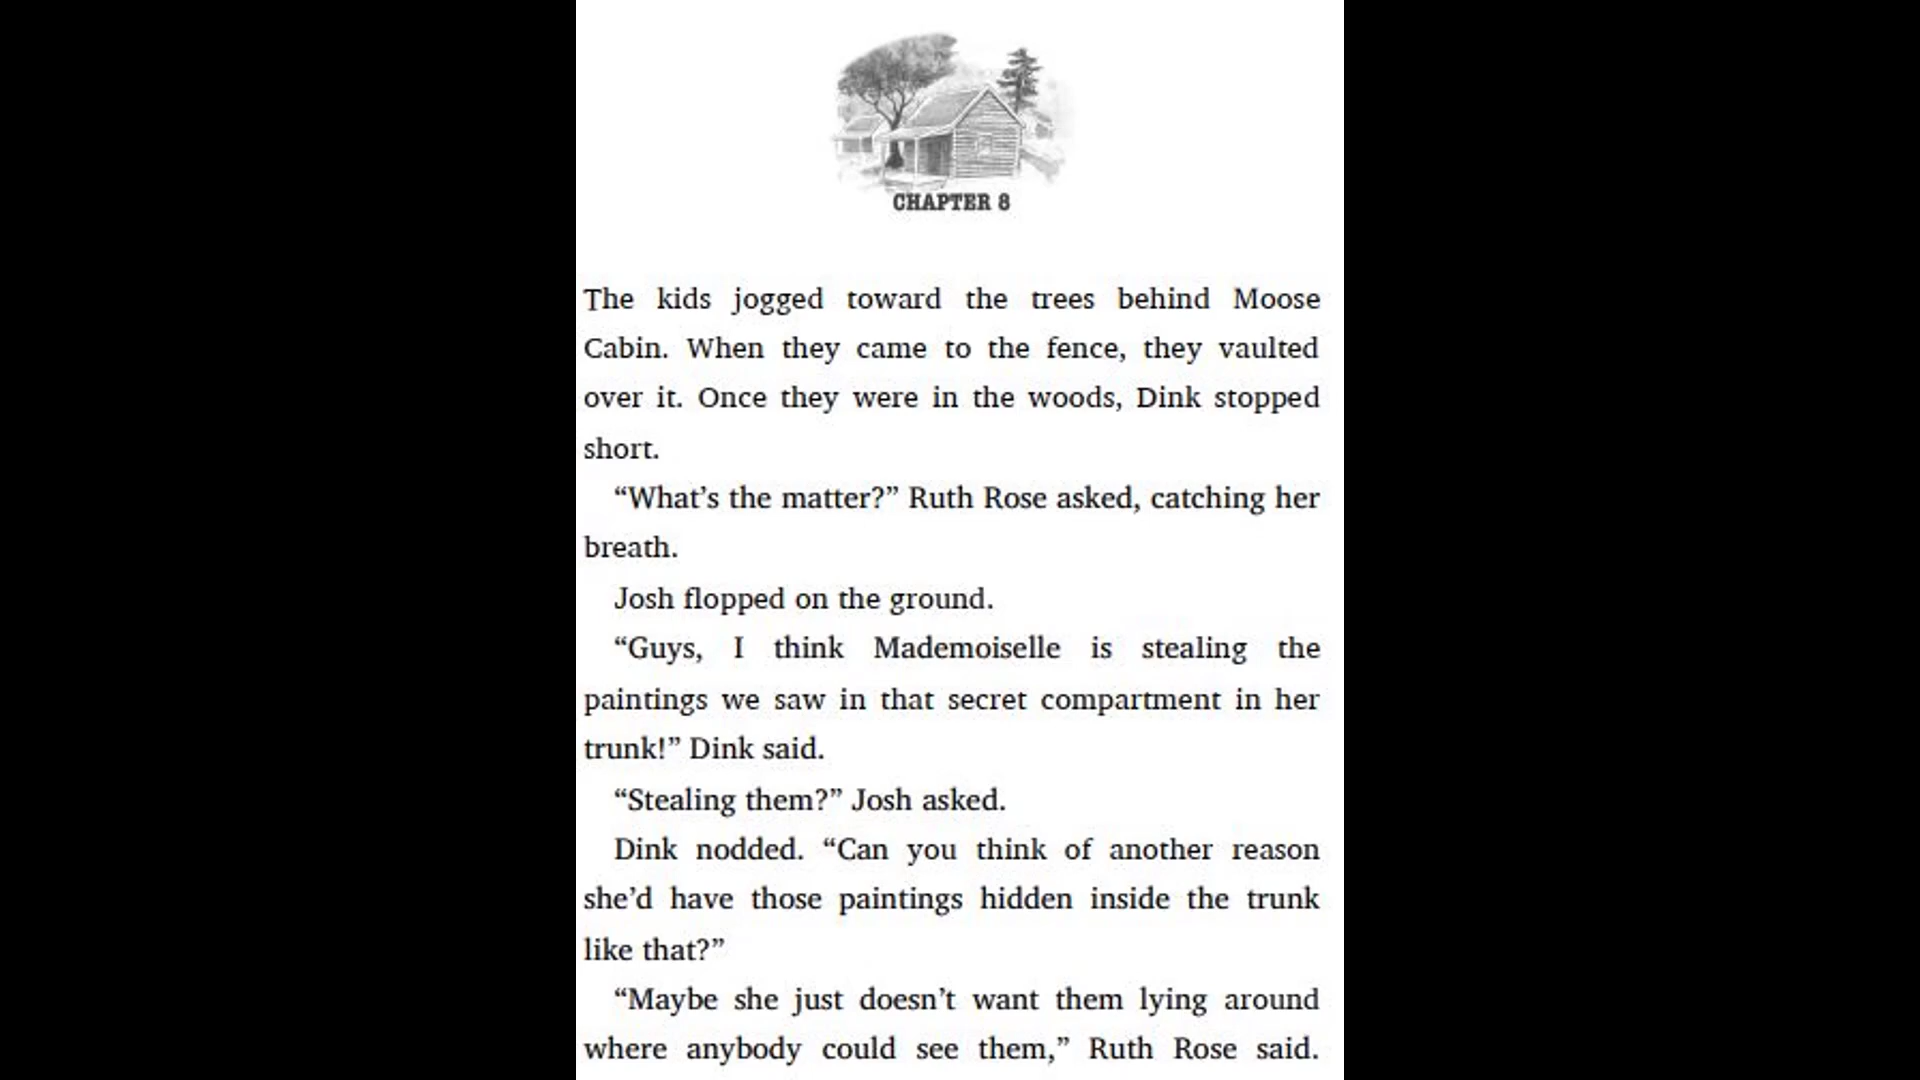 CHAPTER 8
The kids jogged toward the trees behind Moose
Cabin. When they came to the fence, they vaulted
over it. Once they were in the woods, Dink stopped
short.
“What’s the matter?” Ruth Rose asked, catching her
breath.
Josh flopped on the ground.
“Guys, I think Mademoiselle is stealing the
paintings we saw in that secret compartment in her
trunk!” Dink said.
“Stealing them?” Josh asked.
Dink nodded. “Can you think of another reason
she’d have those paintings hidden inside the trunk
like that?”
“Maybe she just doesn’t want them lying around
where anybody could see them,” Ruth Rose said.